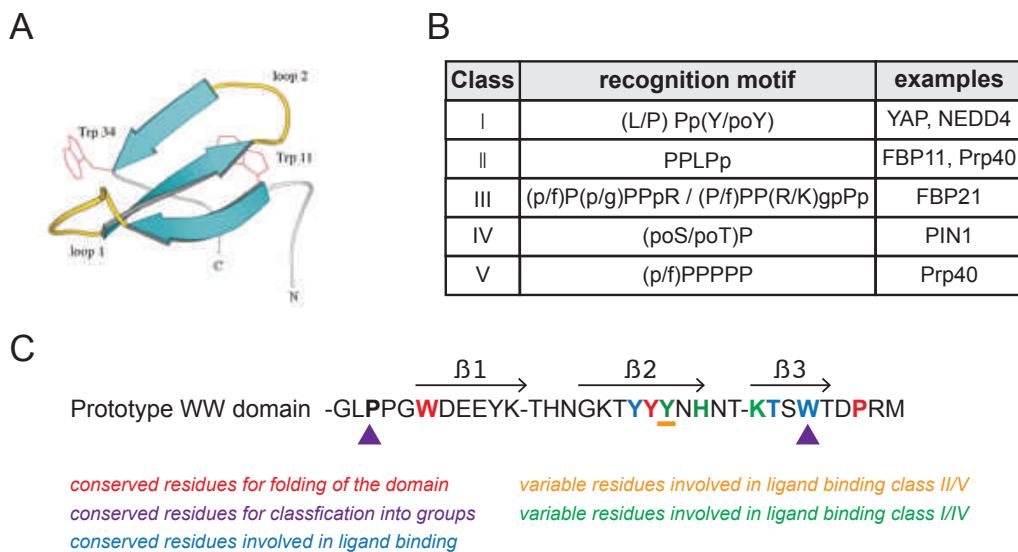 A
loop 2
Trp 34
Trp 11
loop 1
C
N
B
Class recognition motif examples
I (L/P) Pp(Y/poY) YAP, NEDD4
II PPLPp FBP11, Prp40
III (p/f)P(p/g)PPpR / (P/f)PP(R/K)gpPp FBP21
IV (poS/poT)P PIN1
V (p/f)PPPPP Prp40
C
ß1 ß2 ß3
Prototype WW domain -GLPPGWDEEYK-THNGKTYYYNHNT-KTSWTDPRM
conserved residues for folding of the domain
conserved residues for classfication into groups
conserved residues involved in ligand binding
variable residues involved in ligand binding class II/V
variable residues involved in ligand binding class I/IV